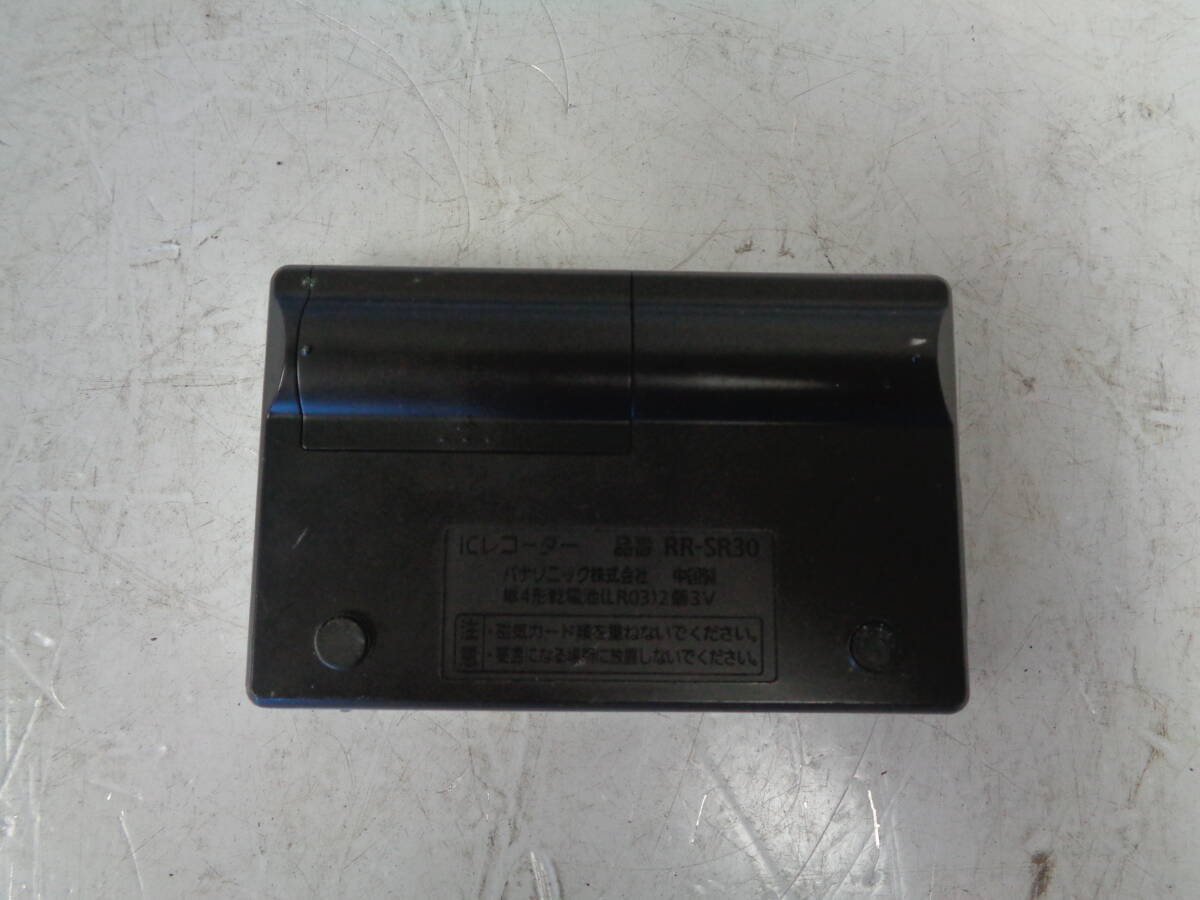 ICレコーダー 品番 RR-SR30
パナソニック株式会社 中国製
単4形乾電池(LR03)2個3V
注意
・磁気カード類を重ねないでください。
・高温になる場所に放置しないでください。